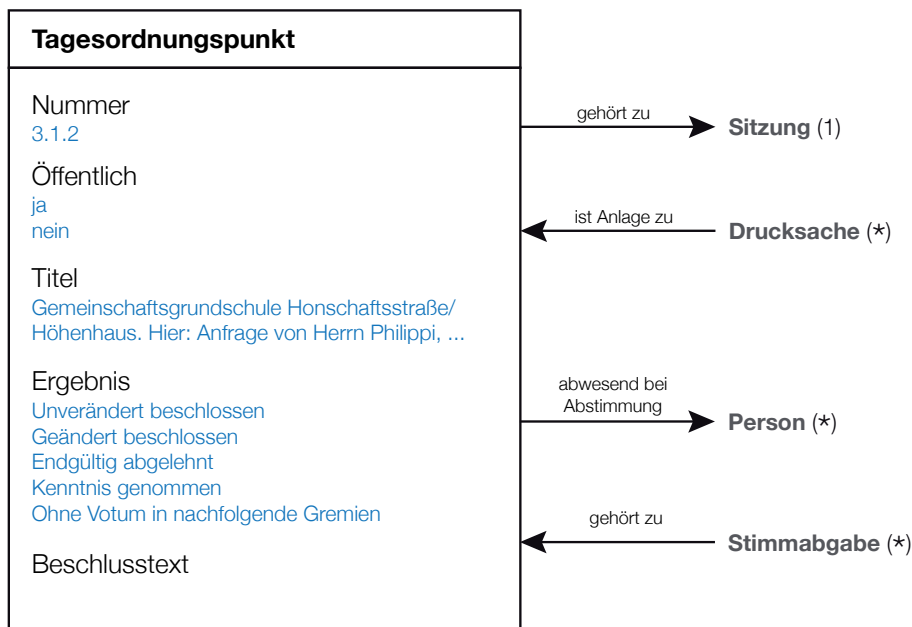 Tagesordnungspunkt
Nummer
3.1.2
Öffentlich
ja
nein
Titel
Gemeinschaftsgrundschule Honschaftsstraße/
Höhenhaus. Hier: Anfrage von Herrn Philippi, ...
Ergebnis
Unverändert beschlossen
Geändert beschlossen
Endgültig abgelehnt
Kenntnis genommen
Ohne Votum in nachfolgende Gremien
Beschlusstext
gehört zu
Sitzung (1)
ist Anlage zu
Drucksache (*)
abwesend bei
Abstimmung
Person (*)
gehört zu
Stimmabgabe (*)